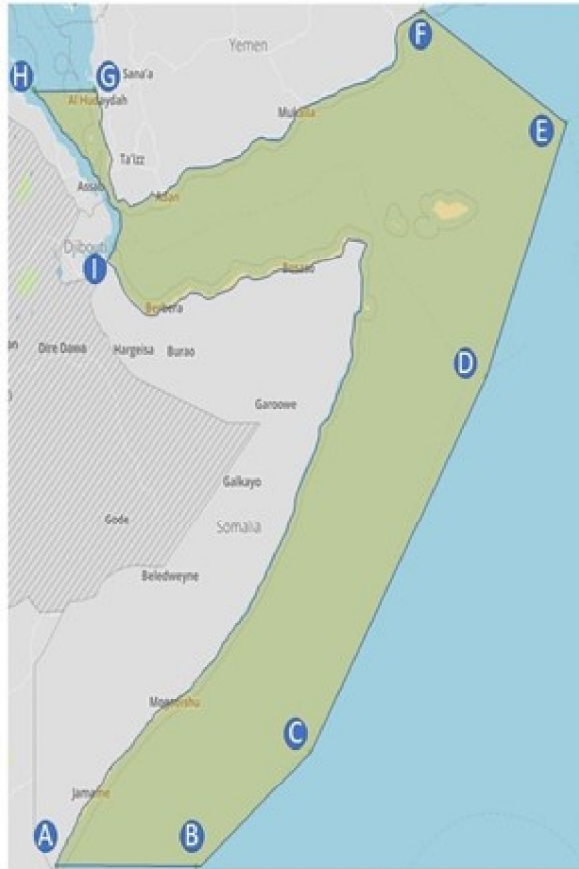 F
Yemen
H
G
Sana'a
Al Hudaydah
Mukalla
E
Ta'izz
Assab
Adan
Djibouti
I
Bosaso
Berbera
Dire Dawa
Hargeisa
Burao
D
Garoowe
Galkayo
Gode
Somalia
Beledweyne
Mogadishu
C
Jamame
A
B